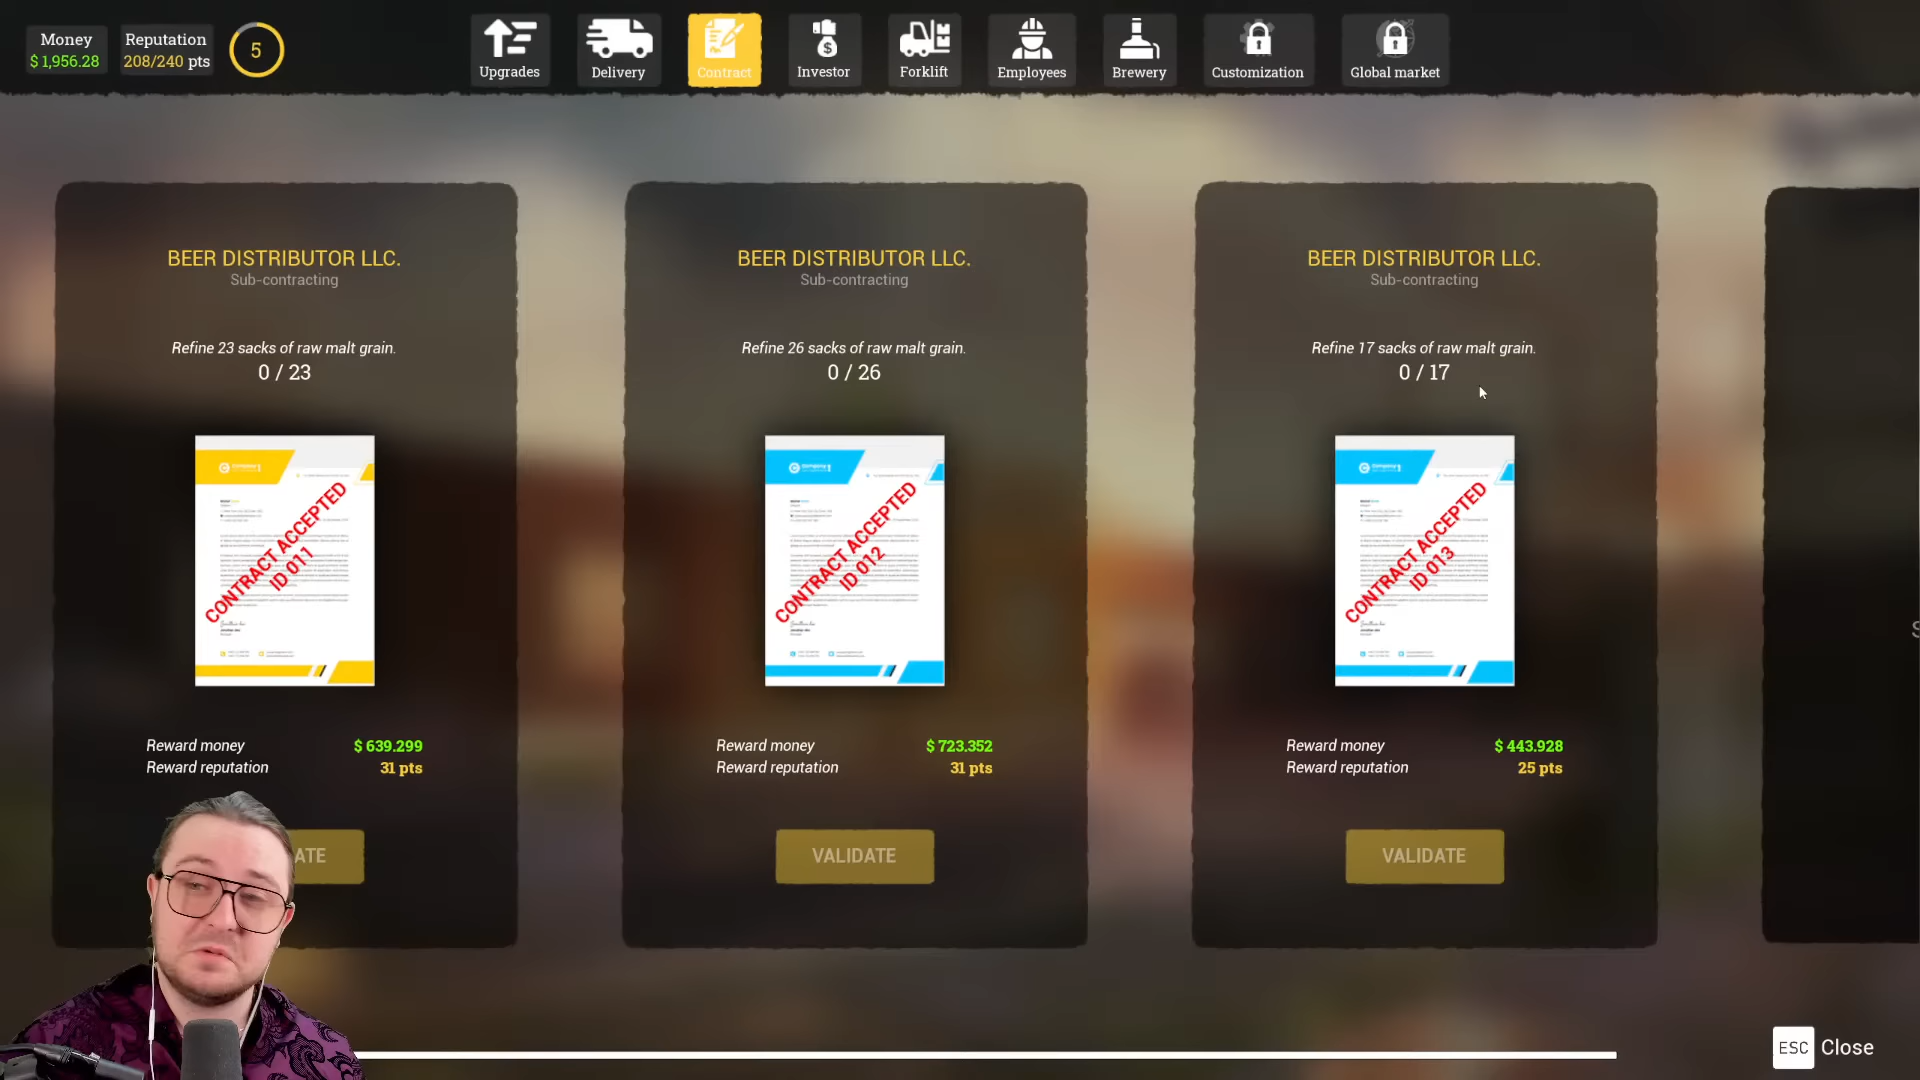 Money
$ 1,956.28
Reputation
208/240 pts
5
Upgrades
Delivery
Contract
Investor
Forklift
Employees
Brewery
Customization
Global market
BEER DISTRIBUTOR LLC.
Sub-contracting
Refine 23 sacks of raw malt grain.
0 / 23
CONTRACT ACCEPTED
ID 011
Reward money
$ 639.299
Reward reputation
31 pts
ATE
BEER DISTRIBUTOR LLC.
Sub-contracting
Refine 26 sacks of raw malt grain.
0 / 26
CONTRACT ACCEPTED
ID 012
Reward money
$ 723.352
Reward reputation
31 pts
VALIDATE
BEER DISTRIBUTOR LLC.
Sub-contracting
Refine 17 sacks of raw malt grain.
0 / 17
CONTRACT ACCEPTED
ID 013
Reward money
$ 443.928
Reward reputation
25 pts
VALIDATE
ESC Close